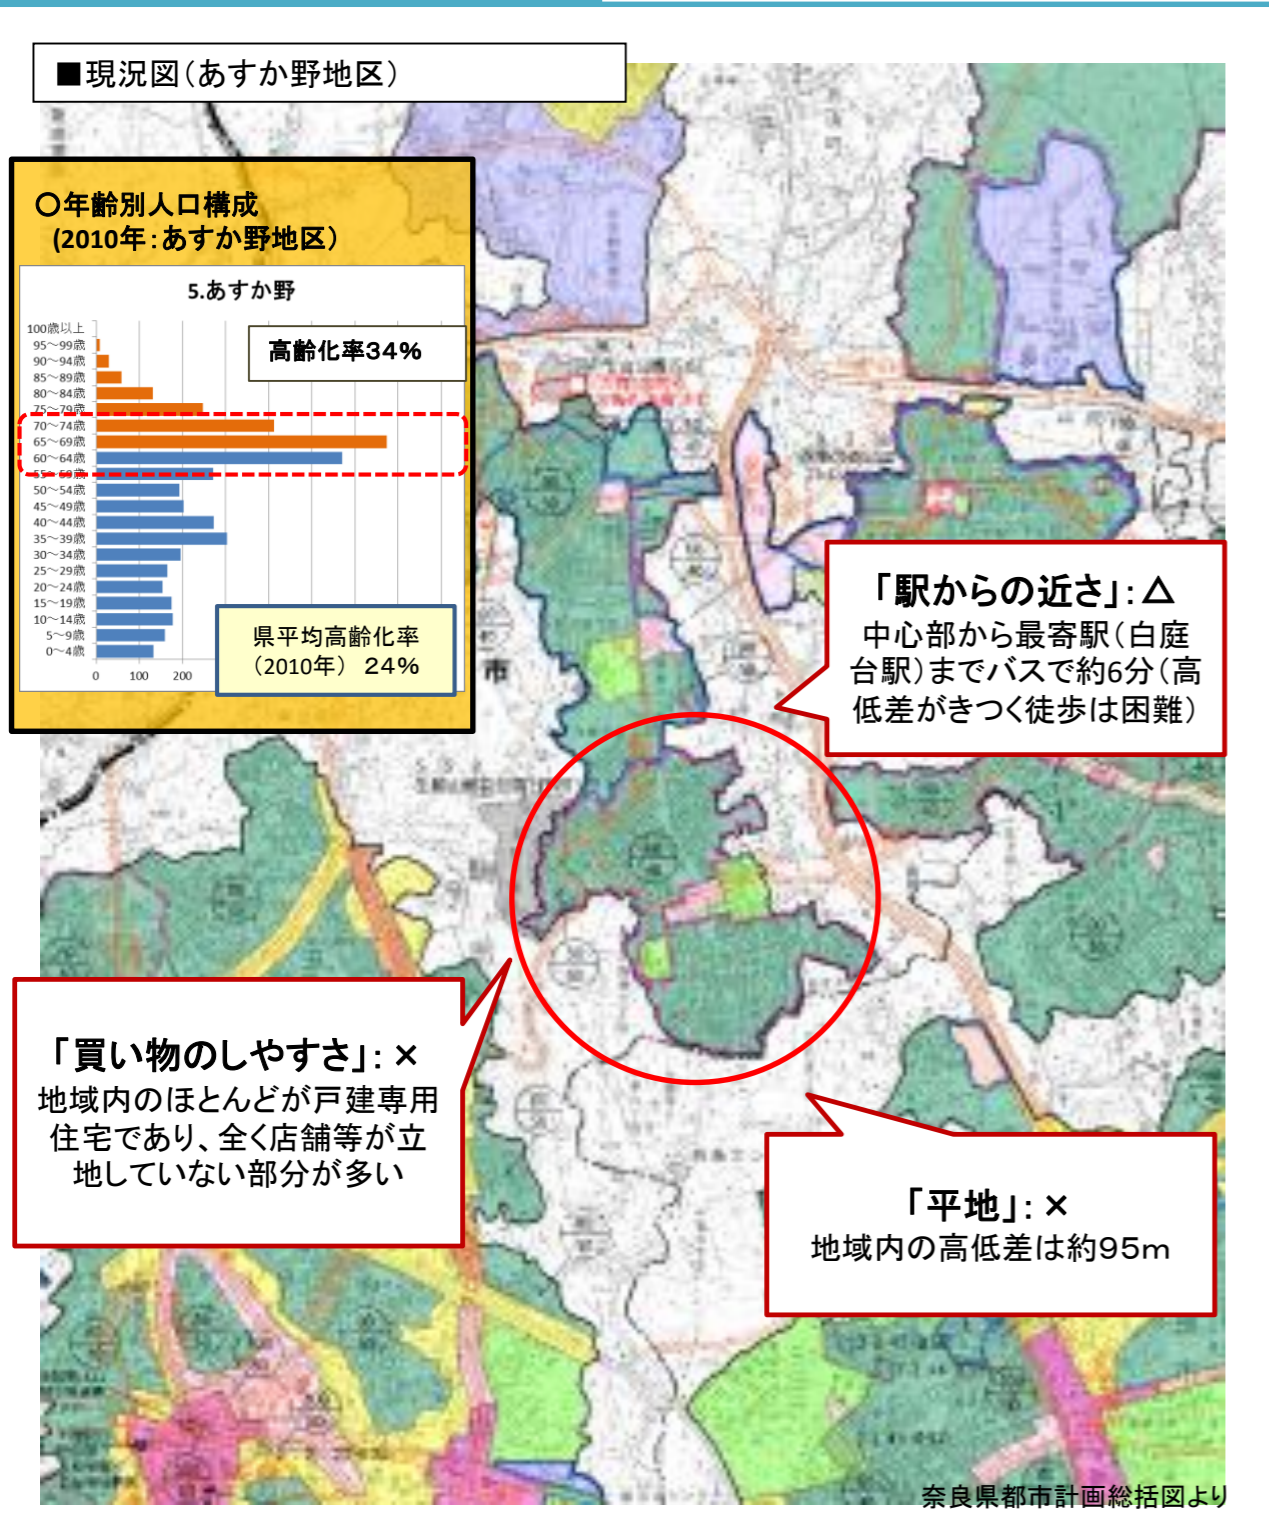 ■現況図（あすか野地区）
○年齢別人口構成
(2010年：あすか野地区）
5.あすか野
高齢化率34%
100歳以上
95～99歳
90～94歳
85～89歳
80～84歳
75～79歳
70～74歳
65～69歳
60～64歳
55～59歳
50～54歳
45～49歳
40～44歳
35～39歳
30～34歳
25～29歳
20～24歳
15～19歳
10～14歳
5～9歳
0～4歳
0 100 200
県平均高齢化率
（2010年） 24%
市
「駅からの近さ」：△
中心部から最寄駅（白庭
台駅）までバスで約6分（高
低差がきつく徒歩は困難）
「買い物のしやすさ」：×
地域内のほとんどが戸建専用
住宅であり、全く店舗等が立
地していない部分が多い
「平地」：×
地域内の高低差は約95m
奈良県都市計画総括図より